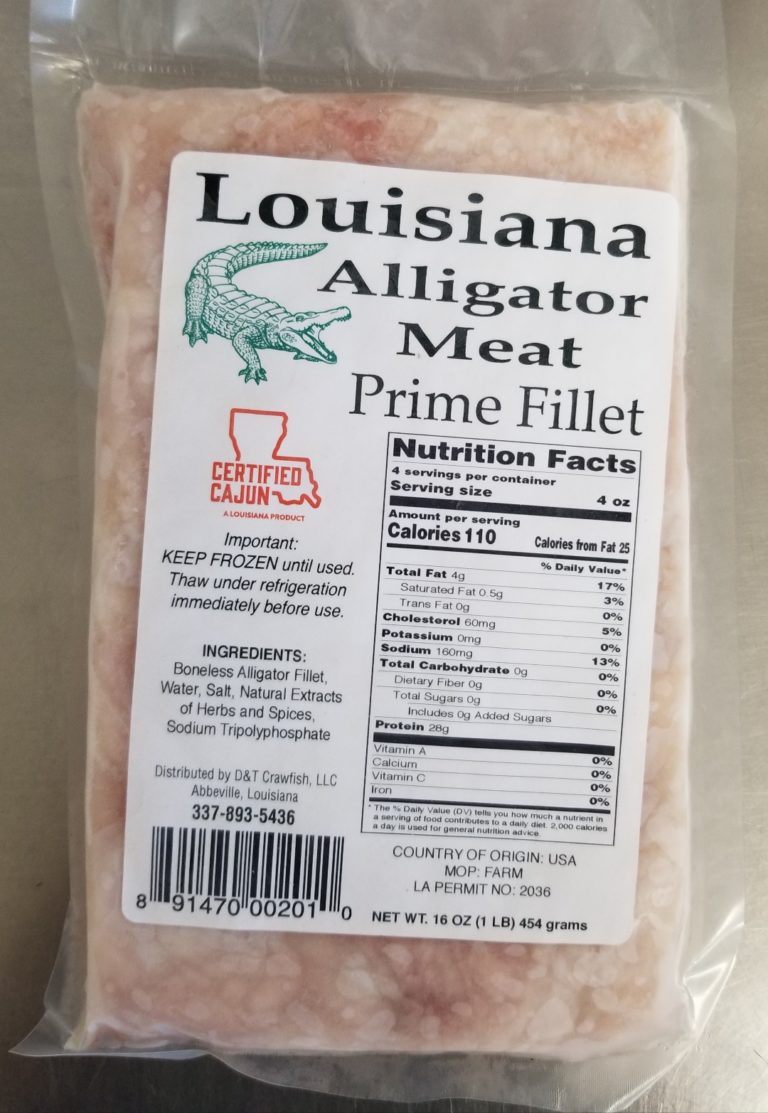 Louisiana
Alligator
Meat
Prime Fillet
CERTIFIED
CAJUN
A LOUISIANA PRODUCT
Important:
KEEP FROZEN until used.
Thaw under refrigeration
immediately before use.
INGREDIENTS:
Boneless Alligator Fillet,
Water, Salt, Natural Extracts
of Herbs and Spices,
Sodium Tripolyphosphate
Distributed by D&T Crawfish, LLC
Abbeville, Louisiana
337-893-5436
8 91470 00201 0
Nutrition Facts
4 servings per container
Serving size 4 oz
Amount per serving
Calories 110 Calories from Fat 25
% Daily Value*
Total Fat 4g 17%
Saturated Fat 0.5g 3%
Trans Fat 0g 0%
Cholesterol 60mg 5%
Potassium 0mg 0%
Sodium 160mg 13%
Total Carbohydrate 0g 0%
Dietary Fiber 0g 0%
Total Sugars 0g 0%
Includes 0g Added Sugars
Protein 28g
Vitamin A 0%
Calcium 0%
Vitamin C 0%
Iron 0%
* The % Daily Value (DV) tells you how much a nutrient in
a serving of food contributes to a daily diet. 2,000 calories
a day is used for general nutrition advice.
COUNTRY OF ORIGIN: USA
MOP: FARM
LA PERMIT NO: 2036
NET WT. 16 OZ (1 LB) 454 grams